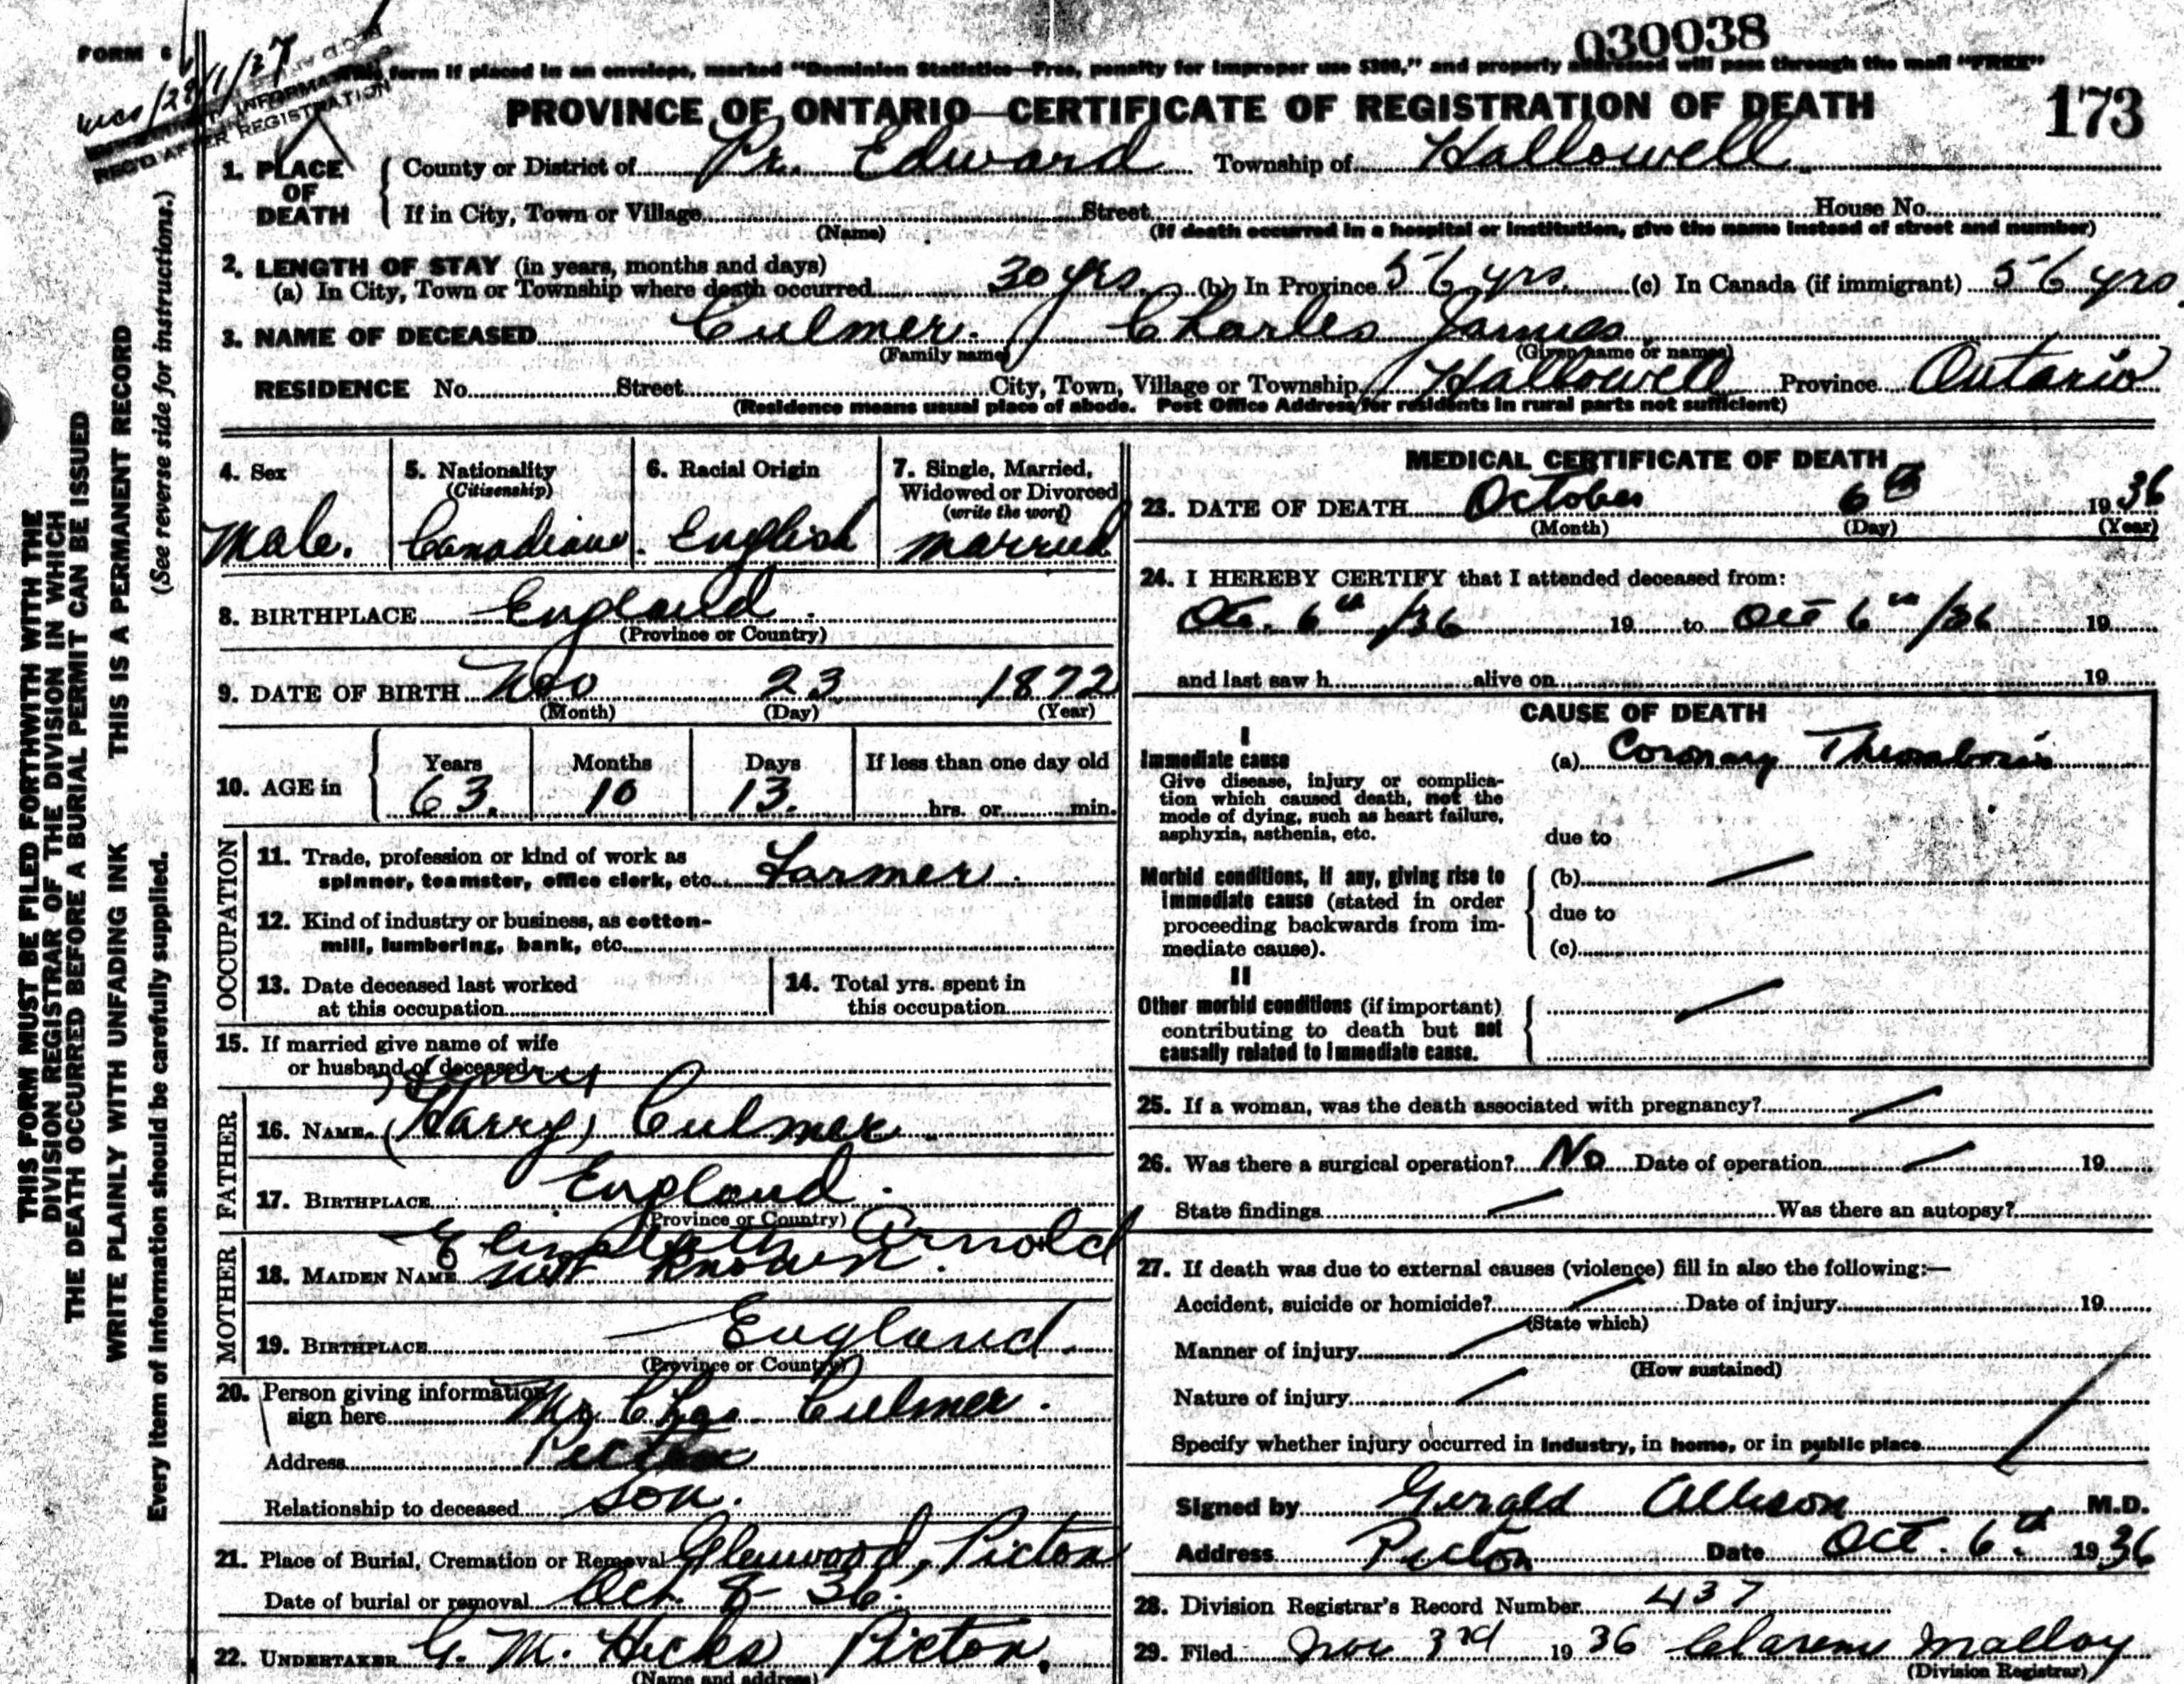 030038
FORM 6
form if placed in an envelope, marked "Dominion Statistics—Free, penalty for improper use $300," and properly addressed will pass through the mail "FREE"
INFORMATION
REC'D AFTER REGISTRATION
PROVINCE OF ONTARIO—CERTIFICATE OF REGISTRATION OF DEATH
173
1. PLACE OF DEATH
County or District of Pr. Edward Township of Hallowell
If in City, Town or Village Street House No.
(Name) (If death occurred in a hospital or institution, give the name instead of street and number)
2. LENGTH OF STAY (in years, months and days)
(a) In City, Town or Township where death occurred 30 yrs. (b) In Province 56 yrs. (c) In Canada (if immigrant) 56 yrs
3. NAME OF DECEASED Culmer. Charles James
(Family name) (Given name or names)
RESIDENCE No. Street City, Town, Village or Township Hallowell Province Ontario
(Residence means usual place of abode. Post Office Address for residents in rural parts not sufficient)
THIS FORM MUST BE FILED FORTHWITH WITH THE
DIVISION REGISTRAR OF THE DIVISION IN WHICH
THE DEATH OCCURRED BEFORE A BURIAL PERMIT CAN BE ISSUED
WRITE PLAINLY WITH UNFADING INK THIS IS A PERMANENT RECORD
Every item of information should be carefully supplied. (See reverse side for instructions.)
4. Sex
Male.
5. Nationality
(Citizenship)
Canadian.
6. Racial Origin
English
7. Single, Married,
Widowed or Divorced
(write the word)
married
8. BIRTHPLACE England
(Province or Country)
9. DATE OF BIRTH Nov 23 1872
(Month) (Day) (Year)
10. AGE in
Years Months Days If less than one day old
63. 10 13. hrs. or min.
OCCUPATION
11. Trade, profession or kind of work as
spinner, teamster, office clerk, etc. Farmer.
12. Kind of industry or business, as cotton-
mill, lumbering, bank, etc.
13. Date deceased last worked
at this occupation
14. Total yrs. spent in
this occupation
15. If married give name of wife
or husband of deceased
FATHER
Henry
16. NAME (Harry) Culmer
17. BIRTHPLACE England.
(Province or Country)
MOTHER
Elizabeth Arnold
18. MAIDEN NAME not known.
19. BIRTHPLACE England.
(Province or Country)
20. Person giving information
sign here Mr Chas Culmer.
Address Picton
Relationship to deceased Son.
21. Place of Burial, Cremation or Removal Glenwood, Picton
Date of burial or removal Oct. 8 - 36.
22. UNDERTAKER G. M. Hicks Picton.
(Name and address)
MEDICAL CERTIFICATE OF DEATH
23. DATE OF DEATH October 6th 1936
(Month) (Day) (Year)
24. I HEREBY CERTIFY that I attended deceased from:
Oct. 6th /36 19 to Oct 6th /36 19
and last saw h alive on 19
CAUSE OF DEATH
I
Immediate cause
Give disease, injury or complica-
tion which caused death, not the
mode of dying, such as heart failure,
asphyxia, asthenia, etc.
(a) Coronary Thrombosis
due to
Morbid conditions, if any, giving rise to
immediate cause (stated in order
proceeding backwards from im-
mediate cause).
(b)
due to
(c)
II
Other morbid conditions (if important)
contributing to death but not
causally related to immediate cause.
25. If a woman, was the death associated with pregnancy?
26. Was there a surgical operation? No Date of operation 19
State findings Was there an autopsy?
27. If death was due to external causes (violence) fill in also the following:—
Accident, suicide or homicide? Date of injury 19
(State which)
Manner of injury
(How sustained)
Nature of injury
Specify whether injury occurred in industry, in home, or in public place
Signed by Gerald Allison M.D.
Address Picton Date Oct. 6th 1936
28. Division Registrar's Record Number 437
29. Filed Nov 3rd 1936 Clarence Malloy
(Division Registrar)